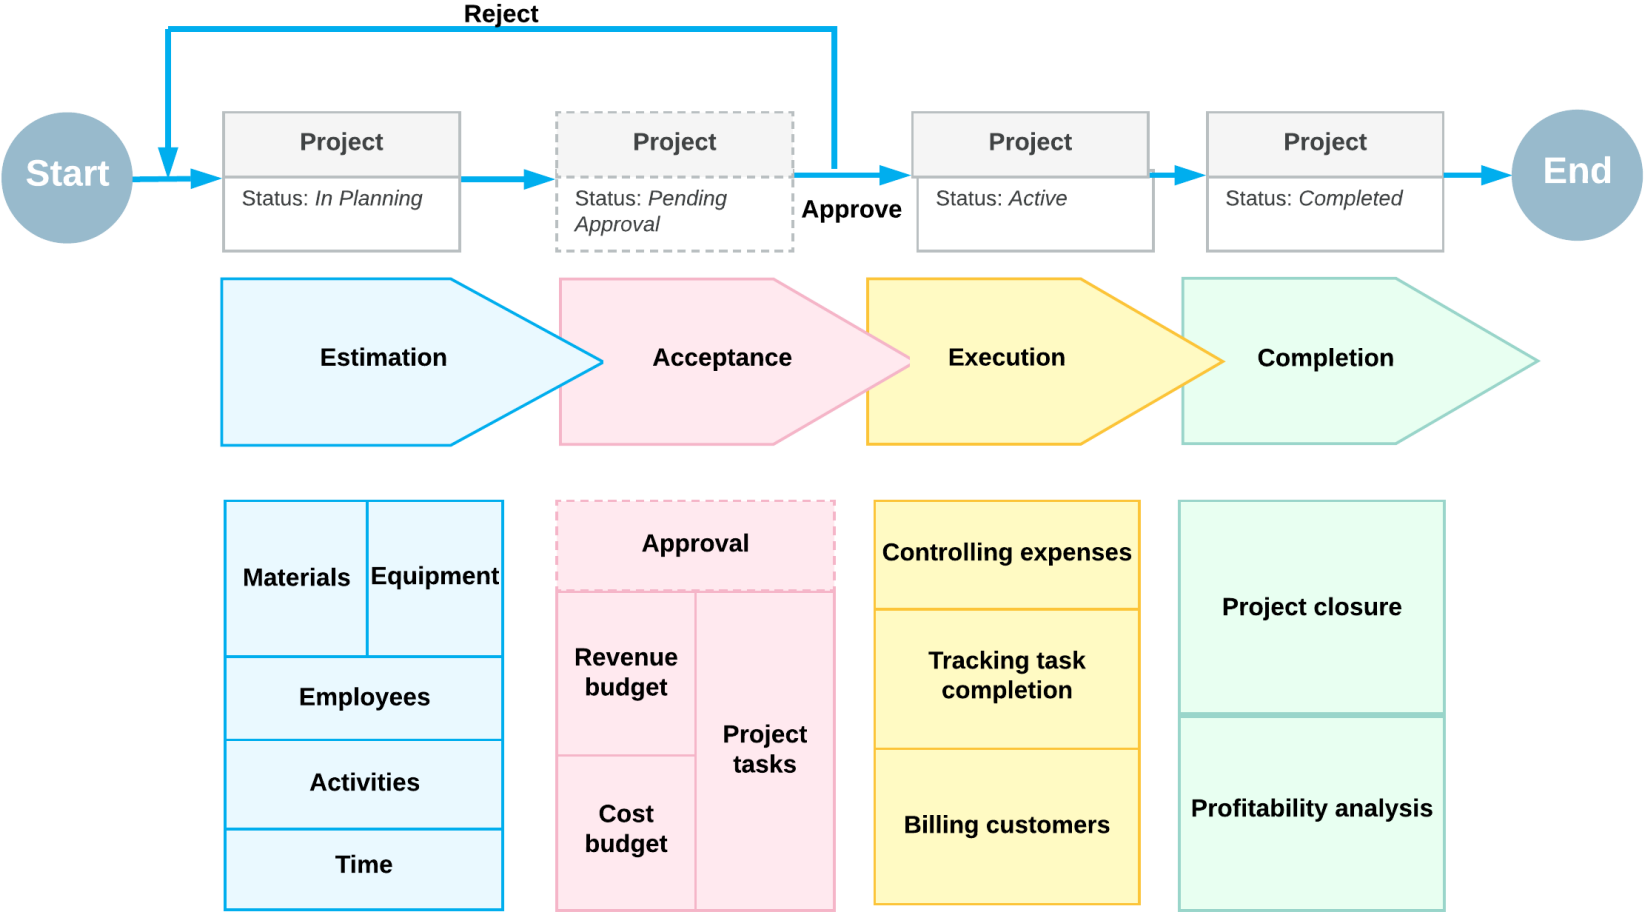 Reject
Start
Project
Status: In Planning
Project
Status: Pending
Approval
Approve
Project
Status: Active
Project
Status: Completed
End
Estimation
Acceptance
Execution
Completion
Materials
Equipment
Employees
Activities
Time
Approval
Revenue
budget
Cost
budget
Project
tasks
Controlling expenses
Tracking task
completion
Billing customers
Project closure
Profitability analysis